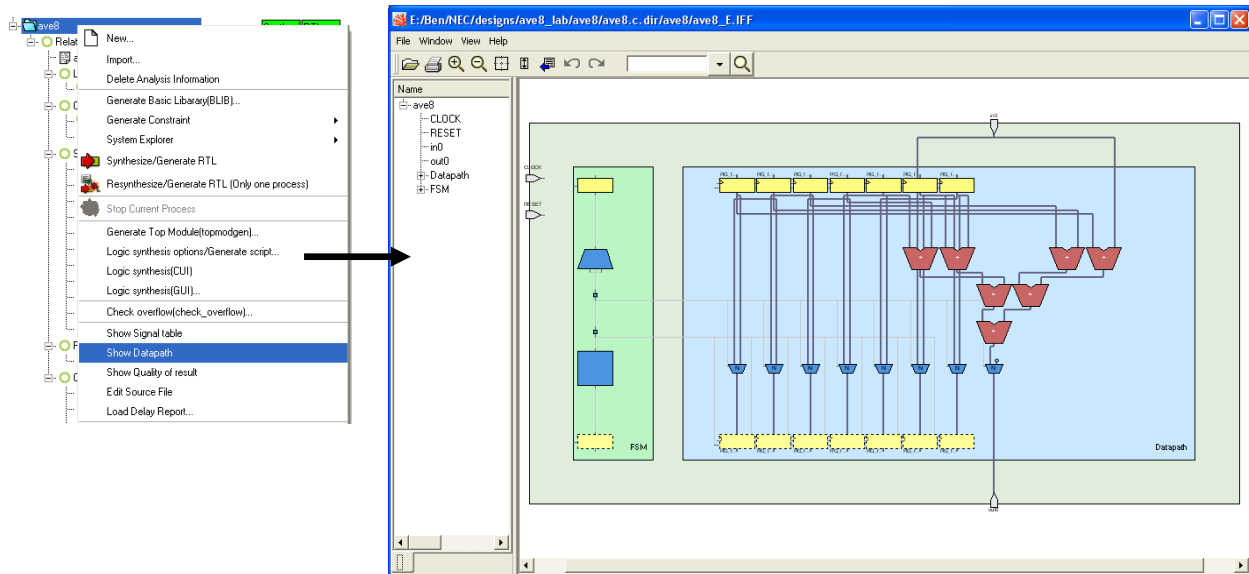 ave8
New...
Import...
Delete Analysis Information
Generate Basic Libarary(BLIB)...
Generate Constraint
System Explorer
Synthesize/Generate RTL
Resynthesize/Generate RTL (Only one process)
Stop Current Process
Generate Top Module(topmodgen)...
Logic synthesis options/Generate script...
Logic synthesis(CUI)
Logic synthesis(GUI)...
Check overflow(check_overflow)...
Show Signal table
Show Datapath
Show Quality of result
Edit Source File
Load Delay Report...
E:/Ben/NEC/designs/ave8_lab/ave8/ave8.c.dir/ave8/ave8_E.IFF
File Window View Help
Name
ave8
CLOCK
RESET
in0
out0
Datapath
FSM
in0
CLOCK
RESET
N N N N N N N N
FSM
Datapath
out0